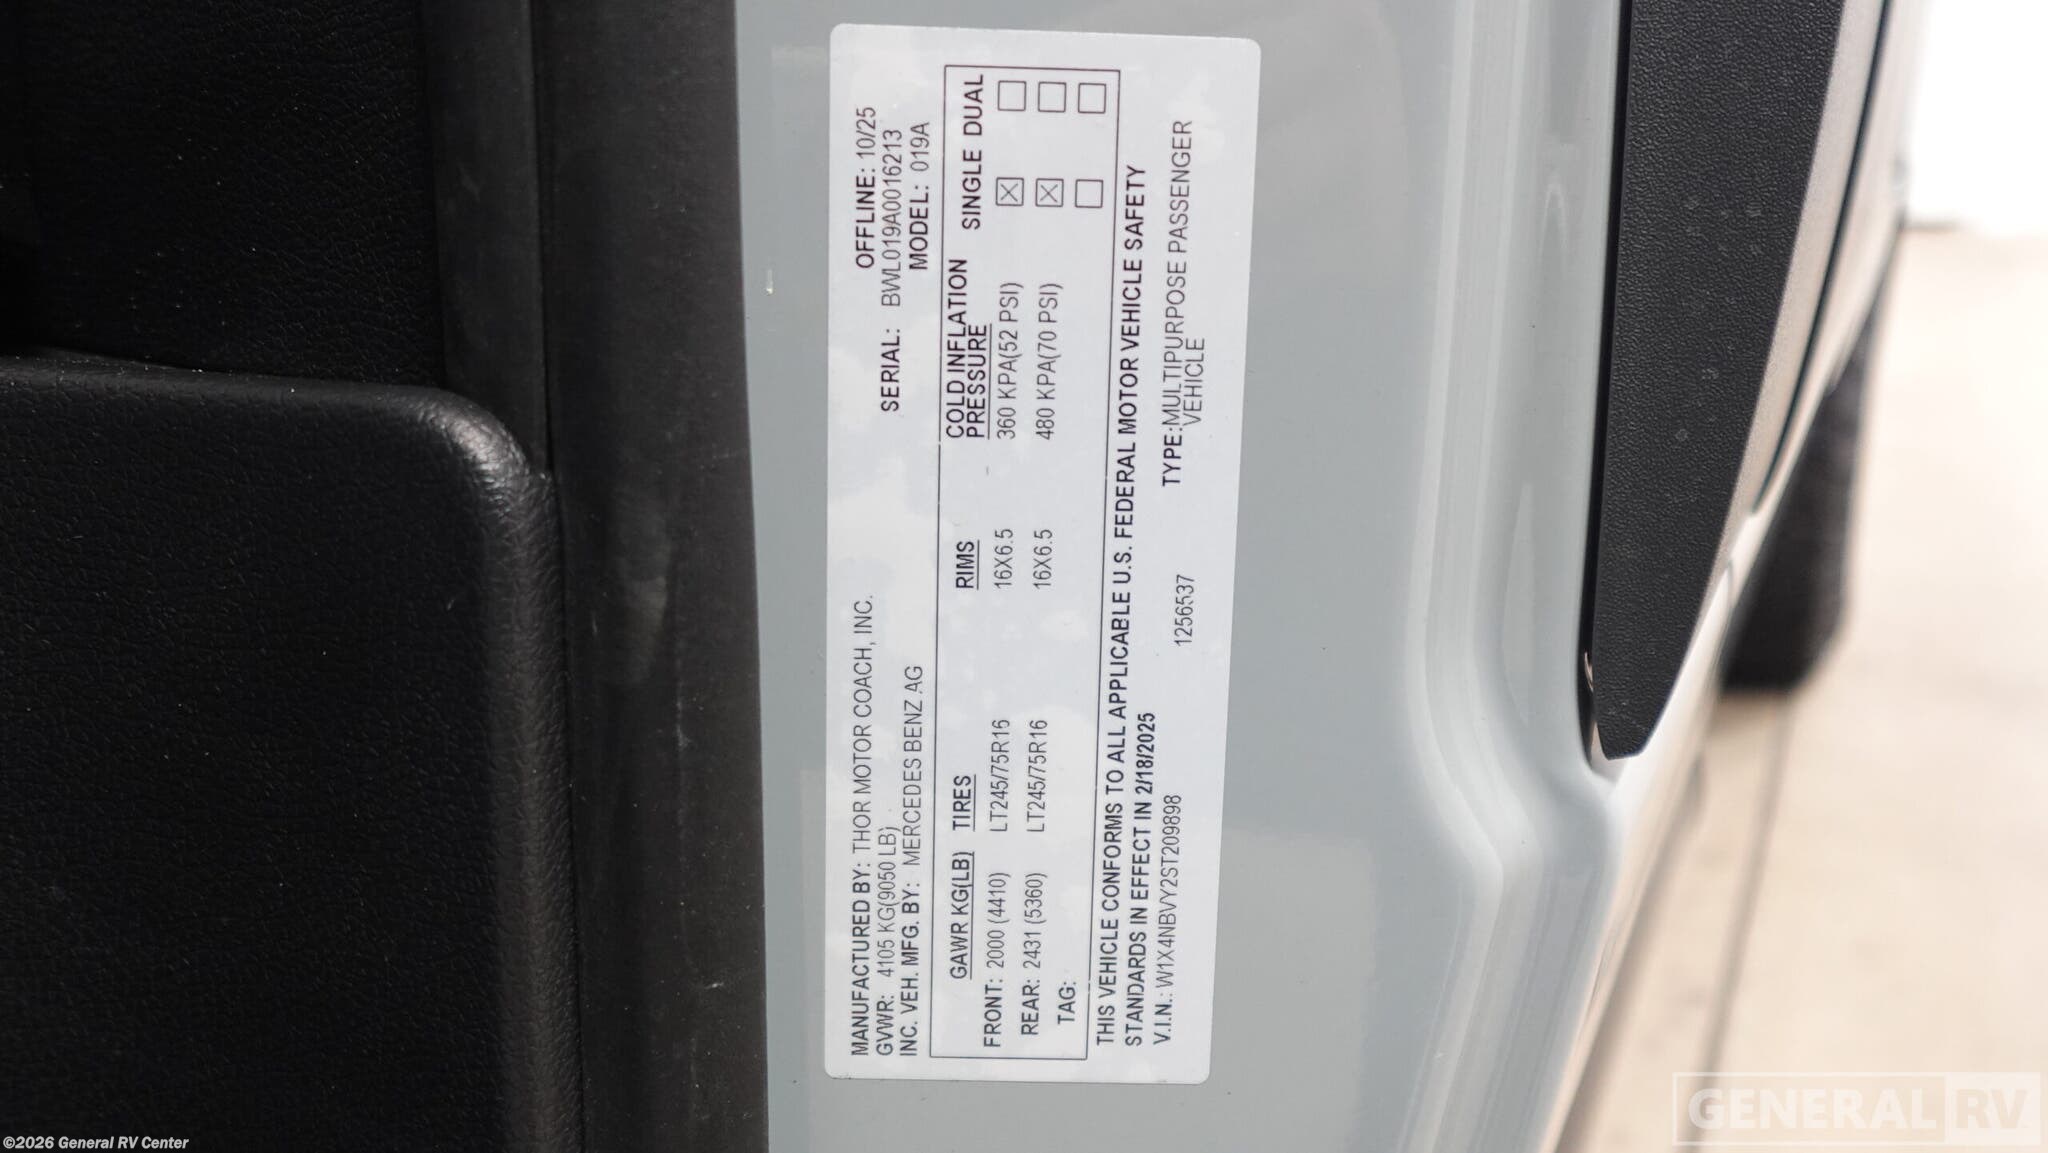 MANUFACTURED BY: THOR MOTOR COACH, INC. OFFLINE: 10/25
GVWR: 4105 KG(9050 LB) SERIAL: BWL019A0016213
INC. VEH. MFG. BY: MERCEDES BENZ AG MODEL: 019A
GAWR KG(LB) TIRES RIMS COLD INFLATION PRESSURE SINGLE DUAL
FRONT: 2000 (4410) LT245/75R16 16X6.5 360 KPA(52 PSI) ☒ ☐
REAR: 2431 (5360) LT245/75R16 16X6.5 480 KPA(70 PSI) ☒ ☐
TAG: ☐ ☐
THIS VEHICLE CONFORMS TO ALL APPLICABLE U.S. FEDERAL MOTOR VEHICLE SAFETY
STANDARDS IN EFFECT IN 2/18/2025
V.I.N.: W1X4NBVY2ST209898 1256537 TYPE:MULTIPURPOSE PASSENGER
VEHICLE
©2026 General RV Center
GENERAL RV